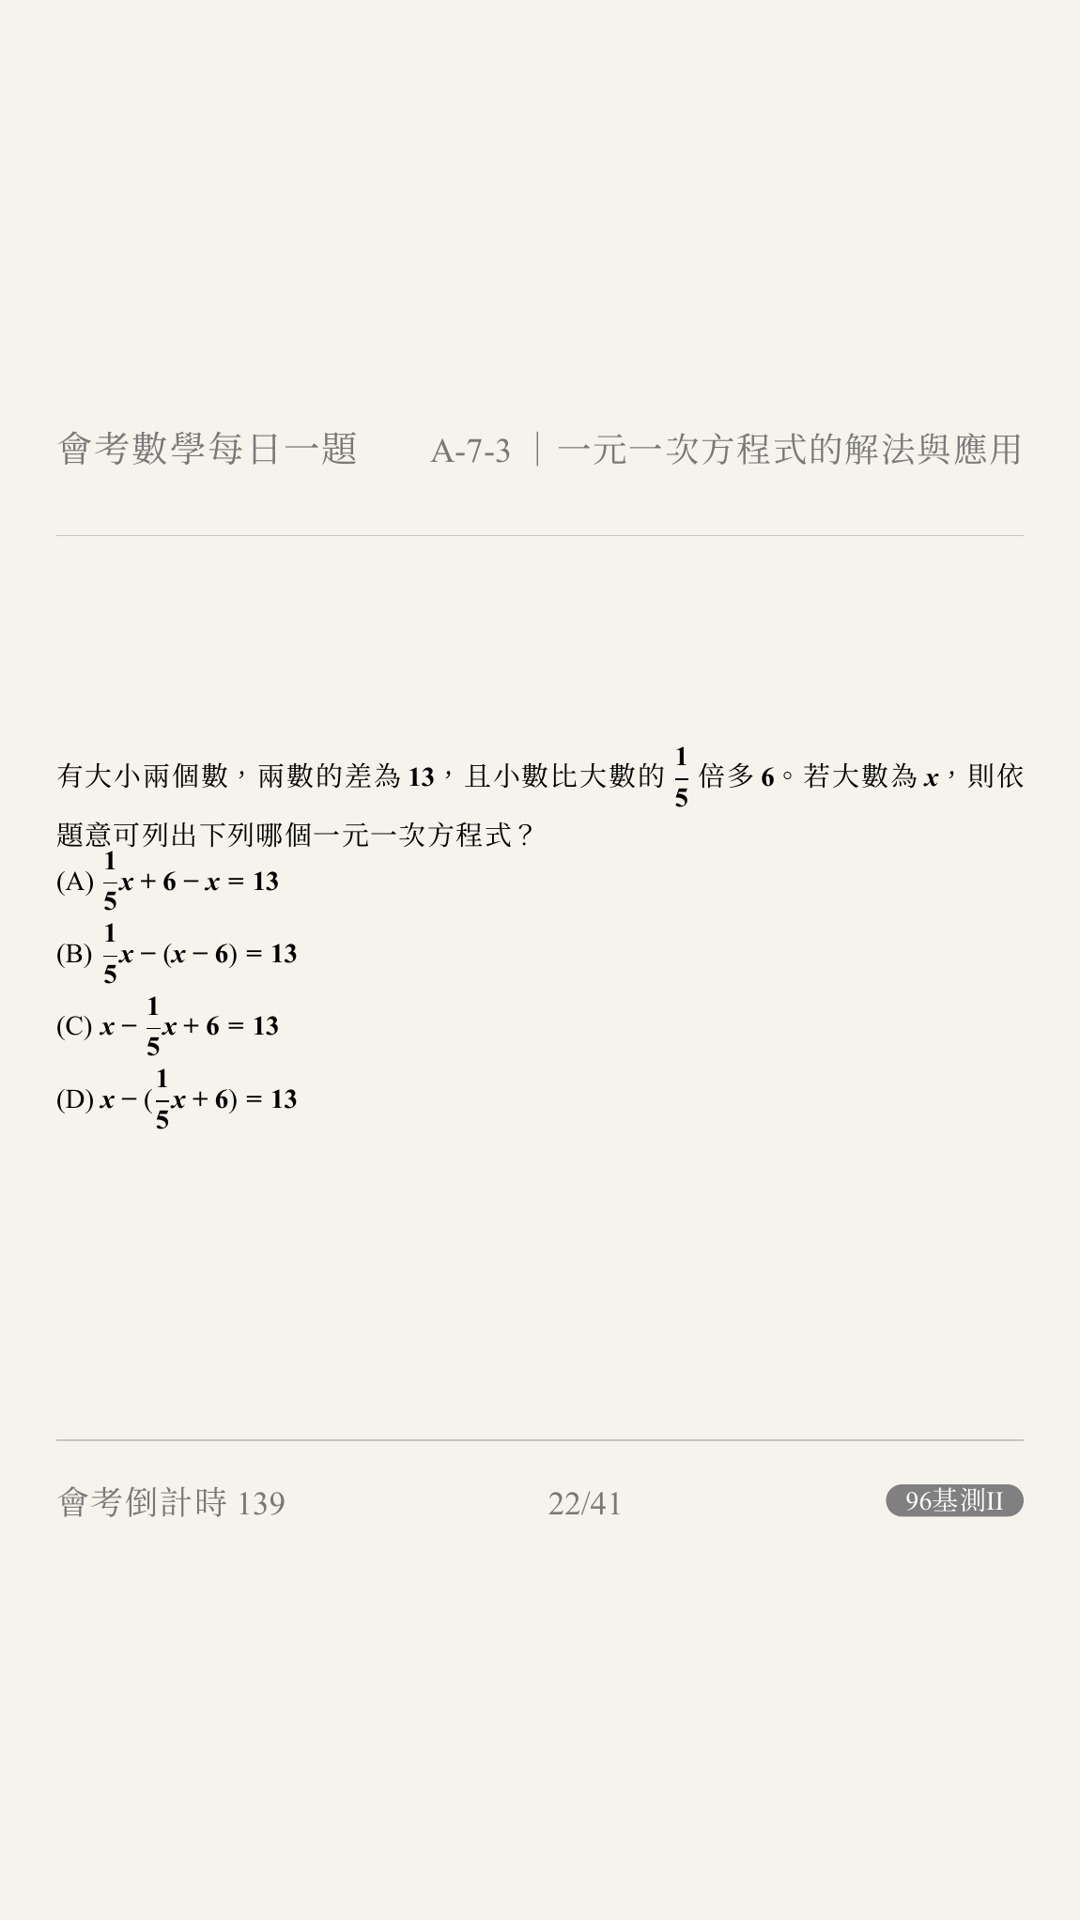 會考數學每日一題 A-7-3｜一元一次方程式的解法與應用
有大小兩個數，兩數的差為 13，且小數比大數的 1/5 倍多 6。若大數為 x，則依
題意可列出下列哪個一元一次方程式？
(A) 1/5 x + 6 − x = 13
(B) 1/5 x − (x − 6) = 13
(C) x − 1/5 x + 6 = 13
(D) x − (1/5 x + 6) = 13
會考倒計時 139 22/41 96基測II